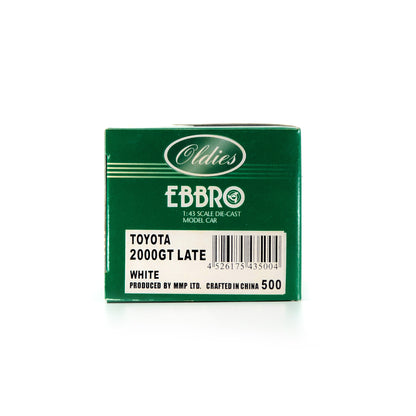 Oldies
EBBRO
1:43 SCALE DIE-CAST
MODEL CAR
TOYOTA
2000GT LATE
4 526175 435004
WHITE
PRODUCED BY MMP LTD. CRAFTED IN CHINA 500